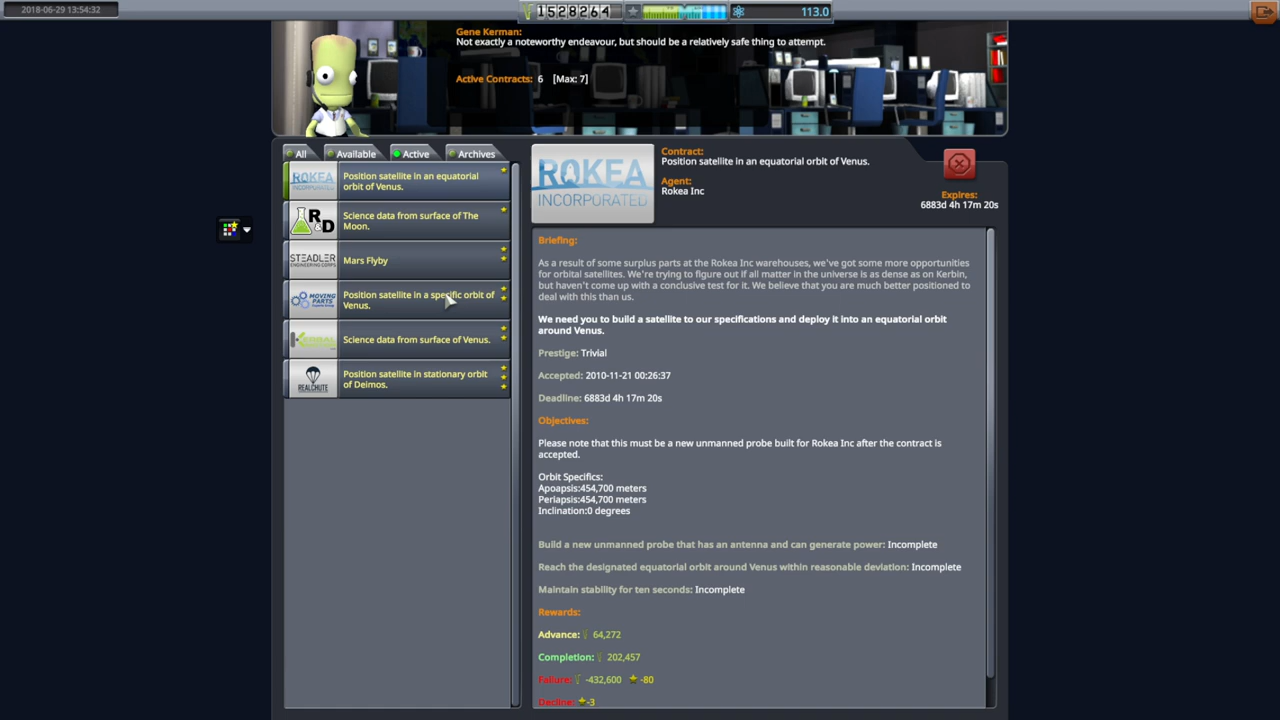 2018-06-29 13:54:32
1528264
113.0
Gene Kerman:
Not exactly a noteworthy endeavour, but should be a relatively safe thing to attempt.
Active Contracts: 6 [Max: 7]
All
Available
Active
Archives
ROKEA
INCORPORATED
Position satellite in an equatorial
orbit of Venus.
R&D
Science data from surface of The
Moon.
STEADLER
ENGINEERING CORPS
Mars Flyby
MOVING
PARTS
Position satellite in a specific orbit of
Venus.
Science data from surface of Venus.
REALCHUTE
Position satellite in stationary orbit
of Deimos.
ROKEA
INCORPORATED
Contract:
Position satellite in an equatorial orbit of Venus.
Agent:
Rokea Inc
Expires:
6883d 4h 17m 20s
Briefing:
As a result of some surplus parts at the Rokea Inc warehouses, we've got some more opportunities
for orbital satellites. We're trying to figure out if all matter in the universe is as dense as on Kerbin,
but haven't come up with a conclusive test for it. We believe that you are much better positioned to
deal with this than us.
We need you to build a satellite to our specifications and deploy it into an equatorial orbit
around Venus.
Prestige: Trivial
Accepted: 2010-11-21 00:26:37
Deadline: 6883d 4h 17m 20s
Objectives:
Please note that this must be a new unmanned probe built for Rokea Inc after the contract is
accepted.
Orbit Specifics:
Apoapsis:454,700 meters
Periapsis:454,700 meters
Inclination:0 degrees
Build a new unmanned probe that has an antenna and can generate power: Incomplete
Reach the designated equatorial orbit around Venus within reasonable deviation: Incomplete
Maintain stability for ten seconds: Incomplete
Rewards:
Advance: 64,272
Completion: 202,457
Failure: -432,600 -80
Decline: -3